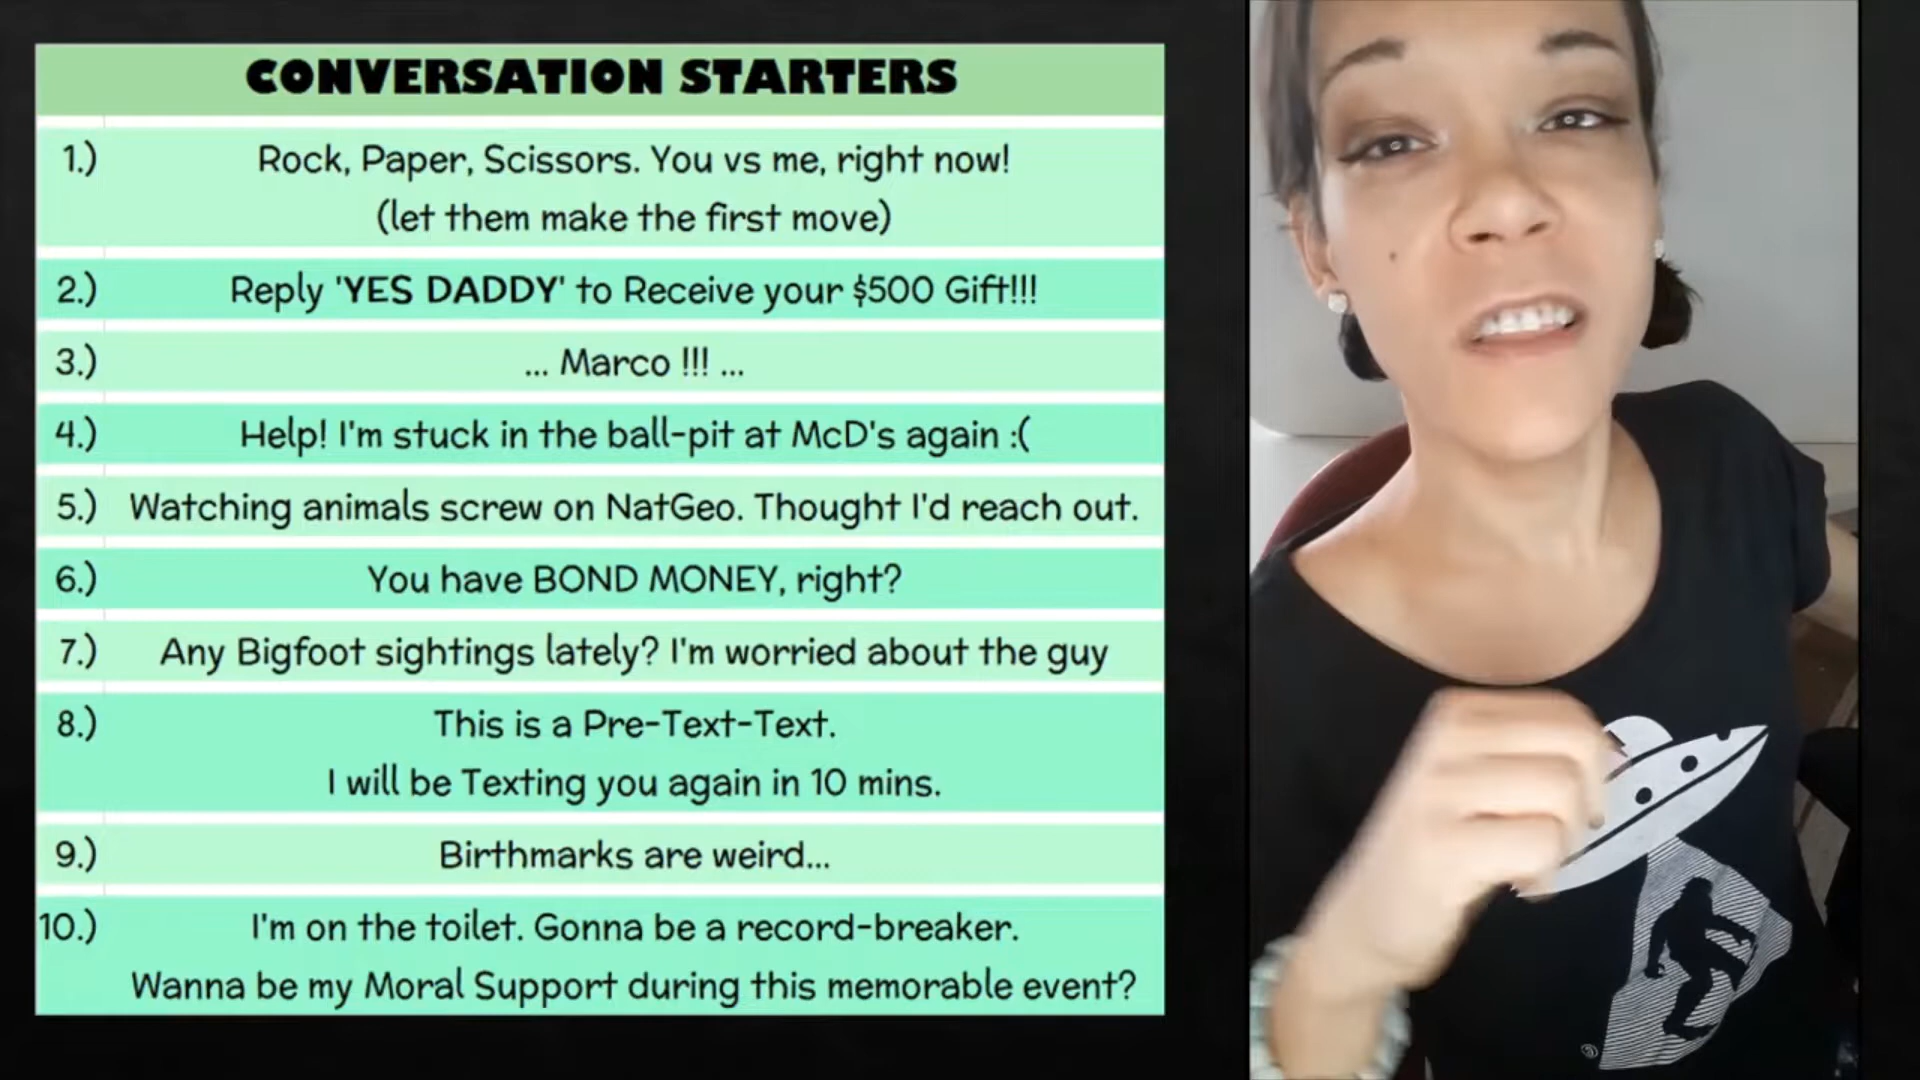 CONVERSATION STARTERS
1.) Rock, Paper, Scissors. You vs me, right now!
(let them make the first move)
2.) Reply 'YES DADDY' to Receive your $500 Gift!!!
3.) ... Marco !!! ...
4.) Help! I'm stuck in the ball-pit at McD's again :(
5.) Watching animals screw on NatGeo. Thought I'd reach out.
6.) You have BOND MONEY, right?
7.) Any Bigfoot sightings lately? I'm worried about the guy
8.) This is a Pre-Text-Text.
I will be Texting you again in 10 mins.
9.) Birthmarks are weird...
10.) I'm on the toilet. Gonna be a record-breaker.
Wanna be my Moral Support during this memorable event?